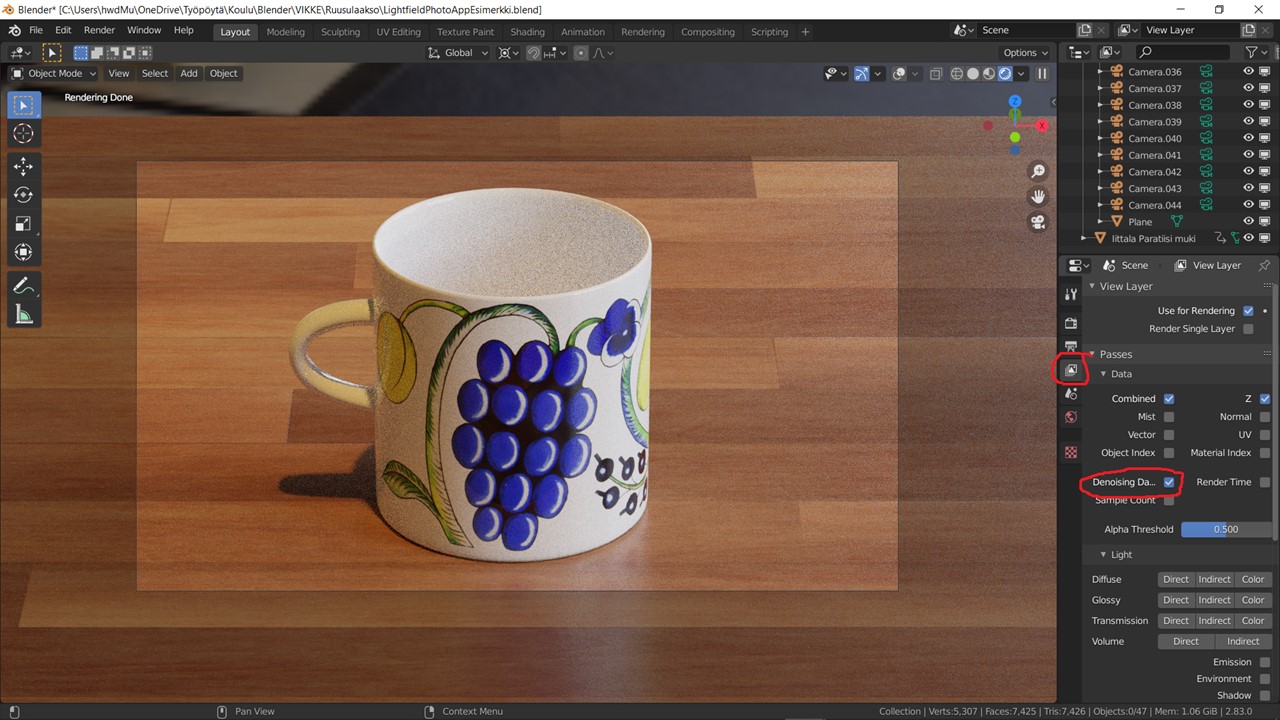 Blender* [C:\Users\hwdMu\OneDrive\Työpöytä\Koulu\Blender\VIKKE\Ruusulaakso\LightfieldPhotoAppEsimerkki.blend]
File Edit Render Window Help Layout Modeling Sculpting UV Editing Texture Paint Shading Animation Rendering Compositing Scripting + Scene View Layer
Global Options
Object Mode View Select Add Object
Rendering Done
Z
X
Camera.036
Camera.037
Camera.038
Camera.039
Camera.040
Camera.041
Camera.042
Camera.043
Camera.044
Plane
Iittala Paratiisi muki
Scene View Layer
View Layer
Use for Rendering
Render Single Layer
Passes
Data
Combined Z
Mist Normal
Vector UV
Object Index Material Index
Denoising Da... Render Time
Sample Count
Alpha Threshold 0.500
Light
Diffuse Direct Indirect Color
Glossy Direct Indirect Color
Transmission Direct Indirect Color
Volume Direct Indirect
Emission
Environment
Shadow
Pan View Context Menu Collection | Verts:5,307 | Faces:7,425 | Tris:7,426 | Objects:0/47 | Mem: 1.06 GiB | 2.83.0